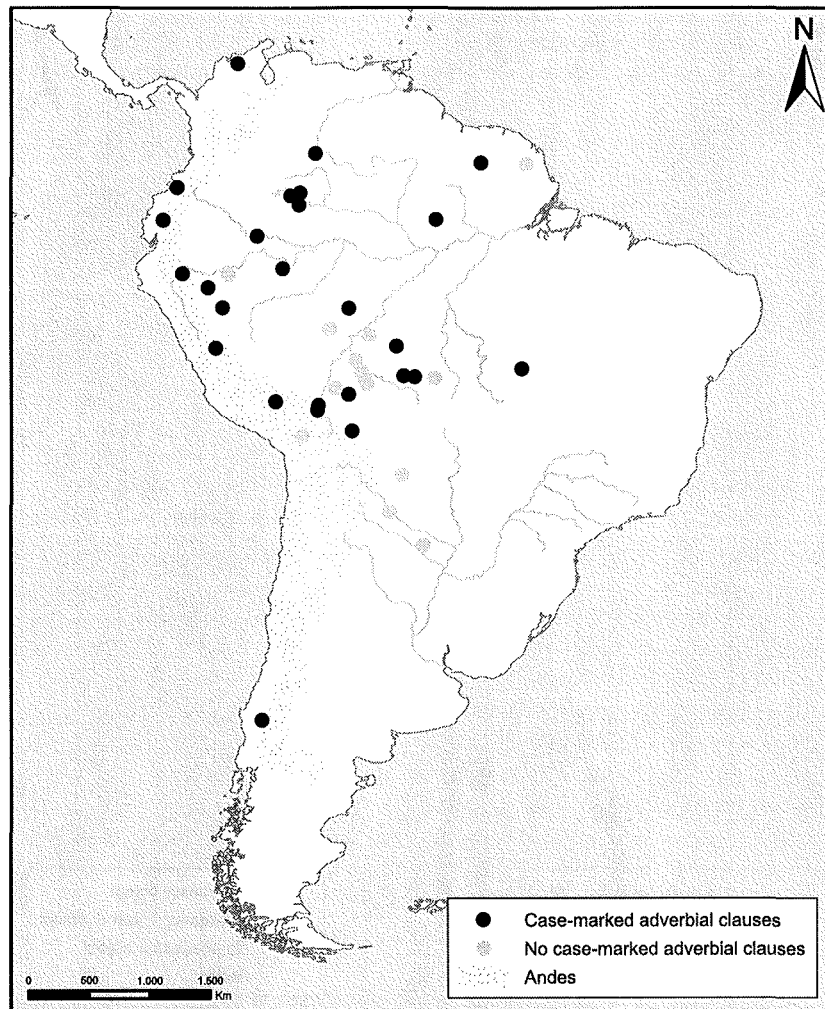 N
Case-marked adverbial clauses
No case-marked adverbial clauses
Andes
0 500 1.000 1.500
Km